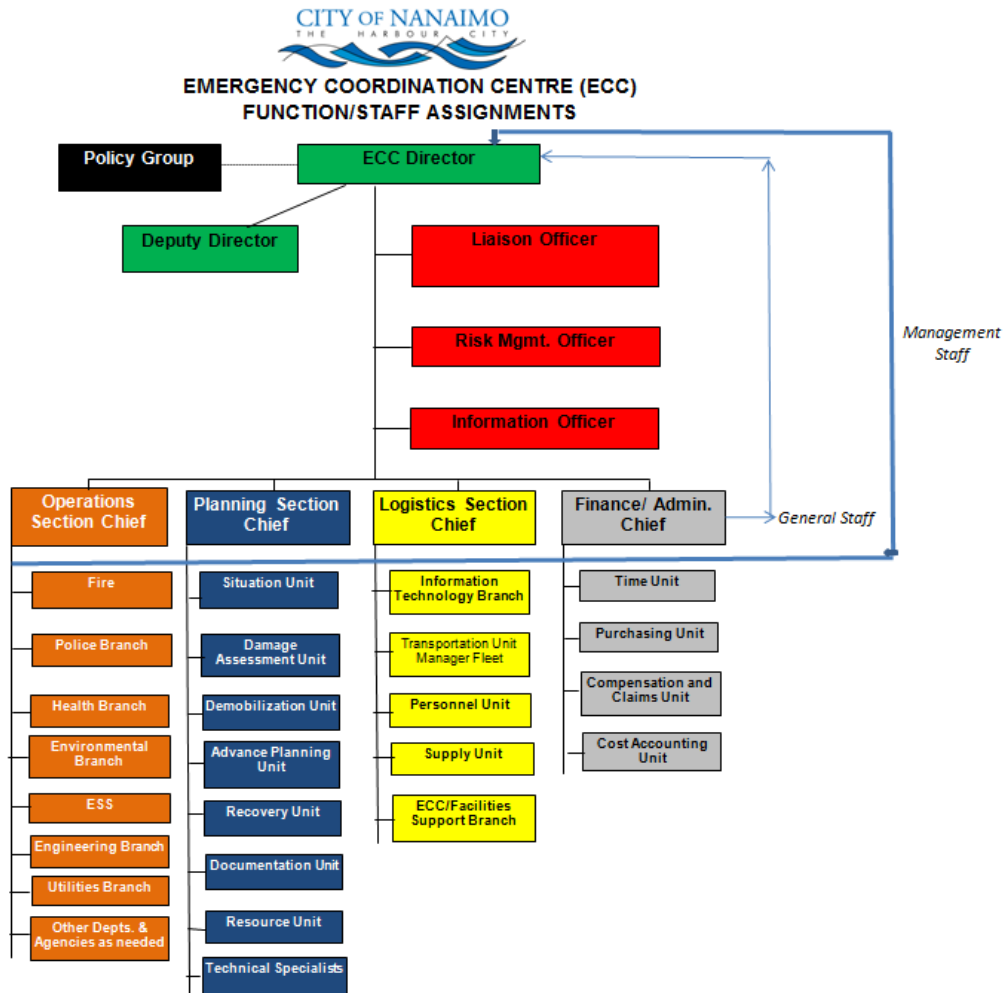 CITY OF NANAIMO
THE HARBOUR CITY
EMERGENCY COORDINATION CENTRE (ECC)
FUNCTION/STAFF ASSIGNMENTS
Policy Group
ECC Director
Deputy Director
Liaison Officer
Risk Mgmt. Officer
Information Officer
Management
Staff
Operations
Section Chief
Planning Section
Chief
Logistics Section
Chief
Finance/ Admin.
Chief
General Staff
Fire
Police Branch
Health Branch
Environmental
Branch
ESS
Engineering Branch
Utilities Branch
Other Depts. &
Agencies as needed
Situation Unit
Damage
Assessment Unit
Demobilization Unit
Advance Planning
Unit
Recovery Unit
Documentation Unit
Resource Unit
Technical Specialists
Information
Technology Branch
Transportation Unit
Manager Fleet
Personnel Unit
Supply Unit
ECC/Facilities
Support Branch
Time Unit
Purchasing Unit
Compensation and
Claims Unit
Cost Accounting
Unit